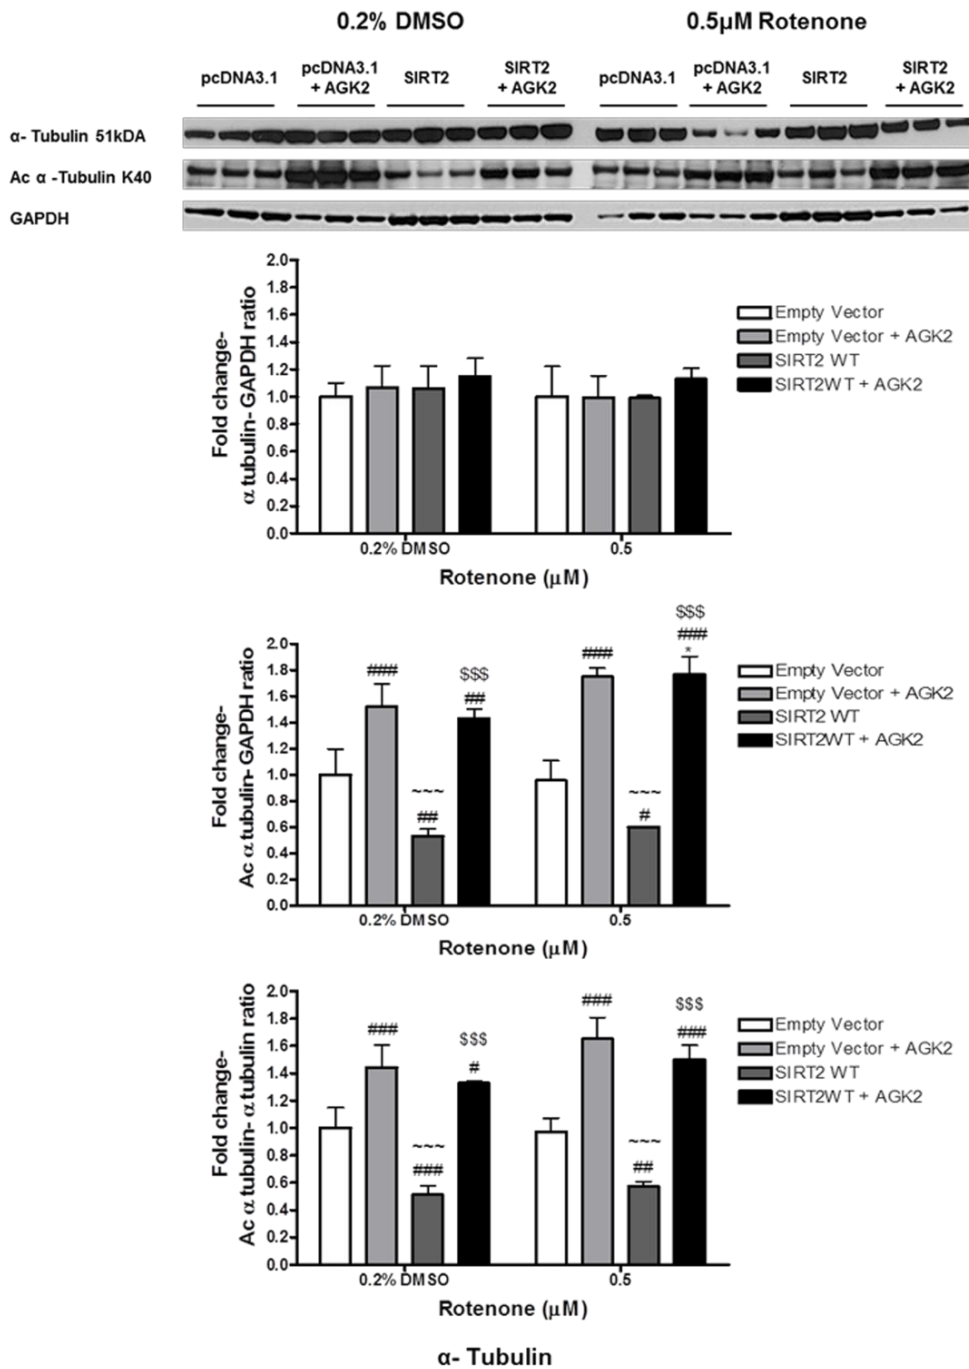 0.2% DMSO 0.5μM Rotenone
pcDNA3.1 pcDNA3.1 + AGK2 SIRT2 SIRT2 + AGK2 pcDNA3.1 pcDNA3.1 + AGK2 SIRT2 SIRT2 + AGK2
α- Tubulin 51kDA
Ac α -Tubulin K40
GAPDH
Fold change-
α tubulin- GAPDH ratio
2.0
1.8
1.6
1.4
1.2
1.0
0.8
0.6
0.4
0.2
0.0
0.2% DMSO 0.5
Rotenone (μM)
Empty Vector
Empty Vector + AGK2
SIRT2 WT
SIRT2WT + AGK2
Fold change-
Ac α tubulin- GAPDH ratio
2.0
1.8
1.6
1.4
1.2
1.0
0.8
0.6
0.4
0.2
0.0
###
$$$
##
~~~
##
###
~~~
#
$$$
###
*
0.2% DMSO 0.5
Rotenone (μM)
Empty Vector
Empty Vector + AGK2
SIRT2 WT
SIRT2WT + AGK2
Fold change-
Ac α tubulin- α tubulin ratio
2.0
1.8
1.6
1.4
1.2
1.0
0.8
0.6
0.4
0.2
0.0
###
~~~
###
$$$
#
###
~~~
##
$$$
###
0.2% DMSO 0.5
Rotenone (μM)
Empty Vector
Empty Vector + AGK2
SIRT2 WT
SIRT2WT + AGK2
α- Tubulin